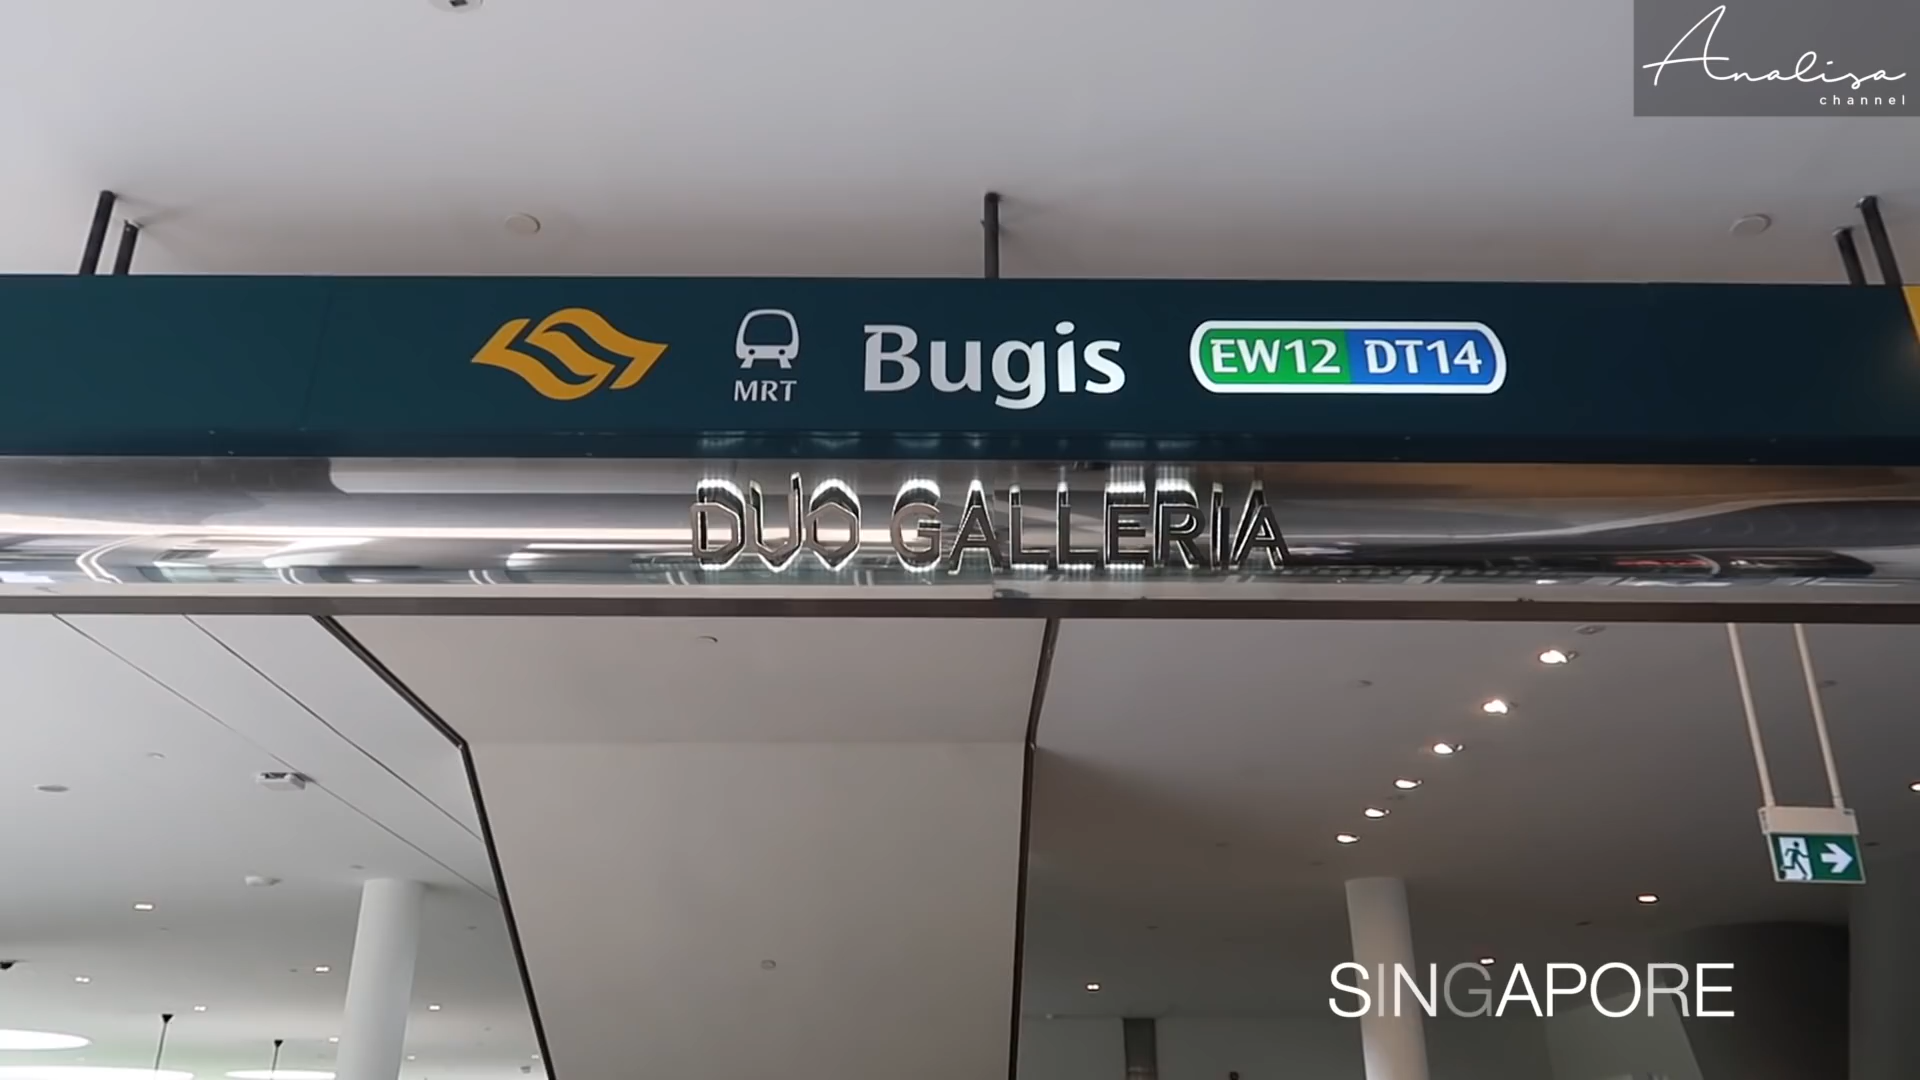 Analisa
channel
MRT
Bugis
EW12 DT14
DUO GALLERIA
SINGAPORE